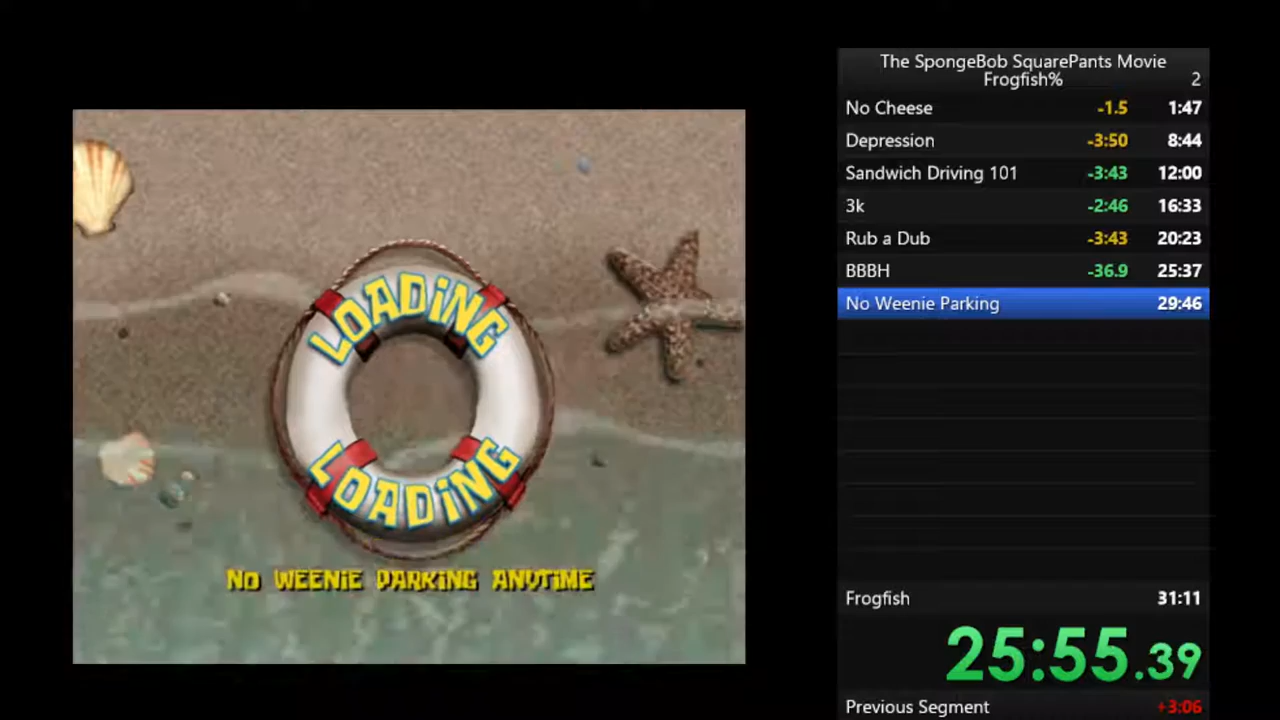 LOADING
LOADING
NO WEENIE PARKING ANYTIME
The SpongeBob SquarePants Movie
Frogfish% 2
No Cheese -1.5 1:47
Depression -3:50 8:44
Sandwich Driving 101 -3:43 12:00
3k -2:46 16:33
Rub a Dub -3:43 20:23
BBBH -36.9 25:37
No Weenie Parking 29:46
Frogfish 31:11
25:55.39
Previous Segment +3:06